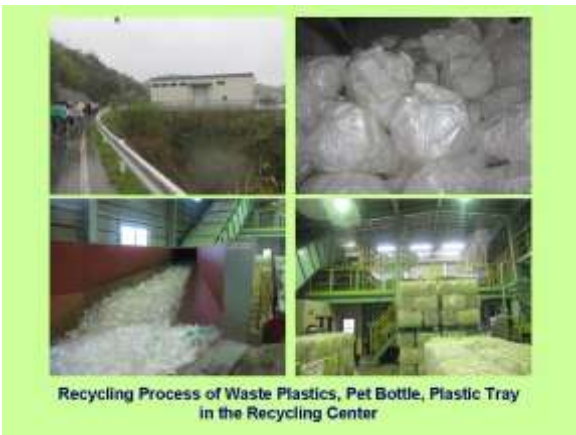 Recycling Process of Waste Plastics, Pet Bottle, Plastic Tray
in the Recycling Center